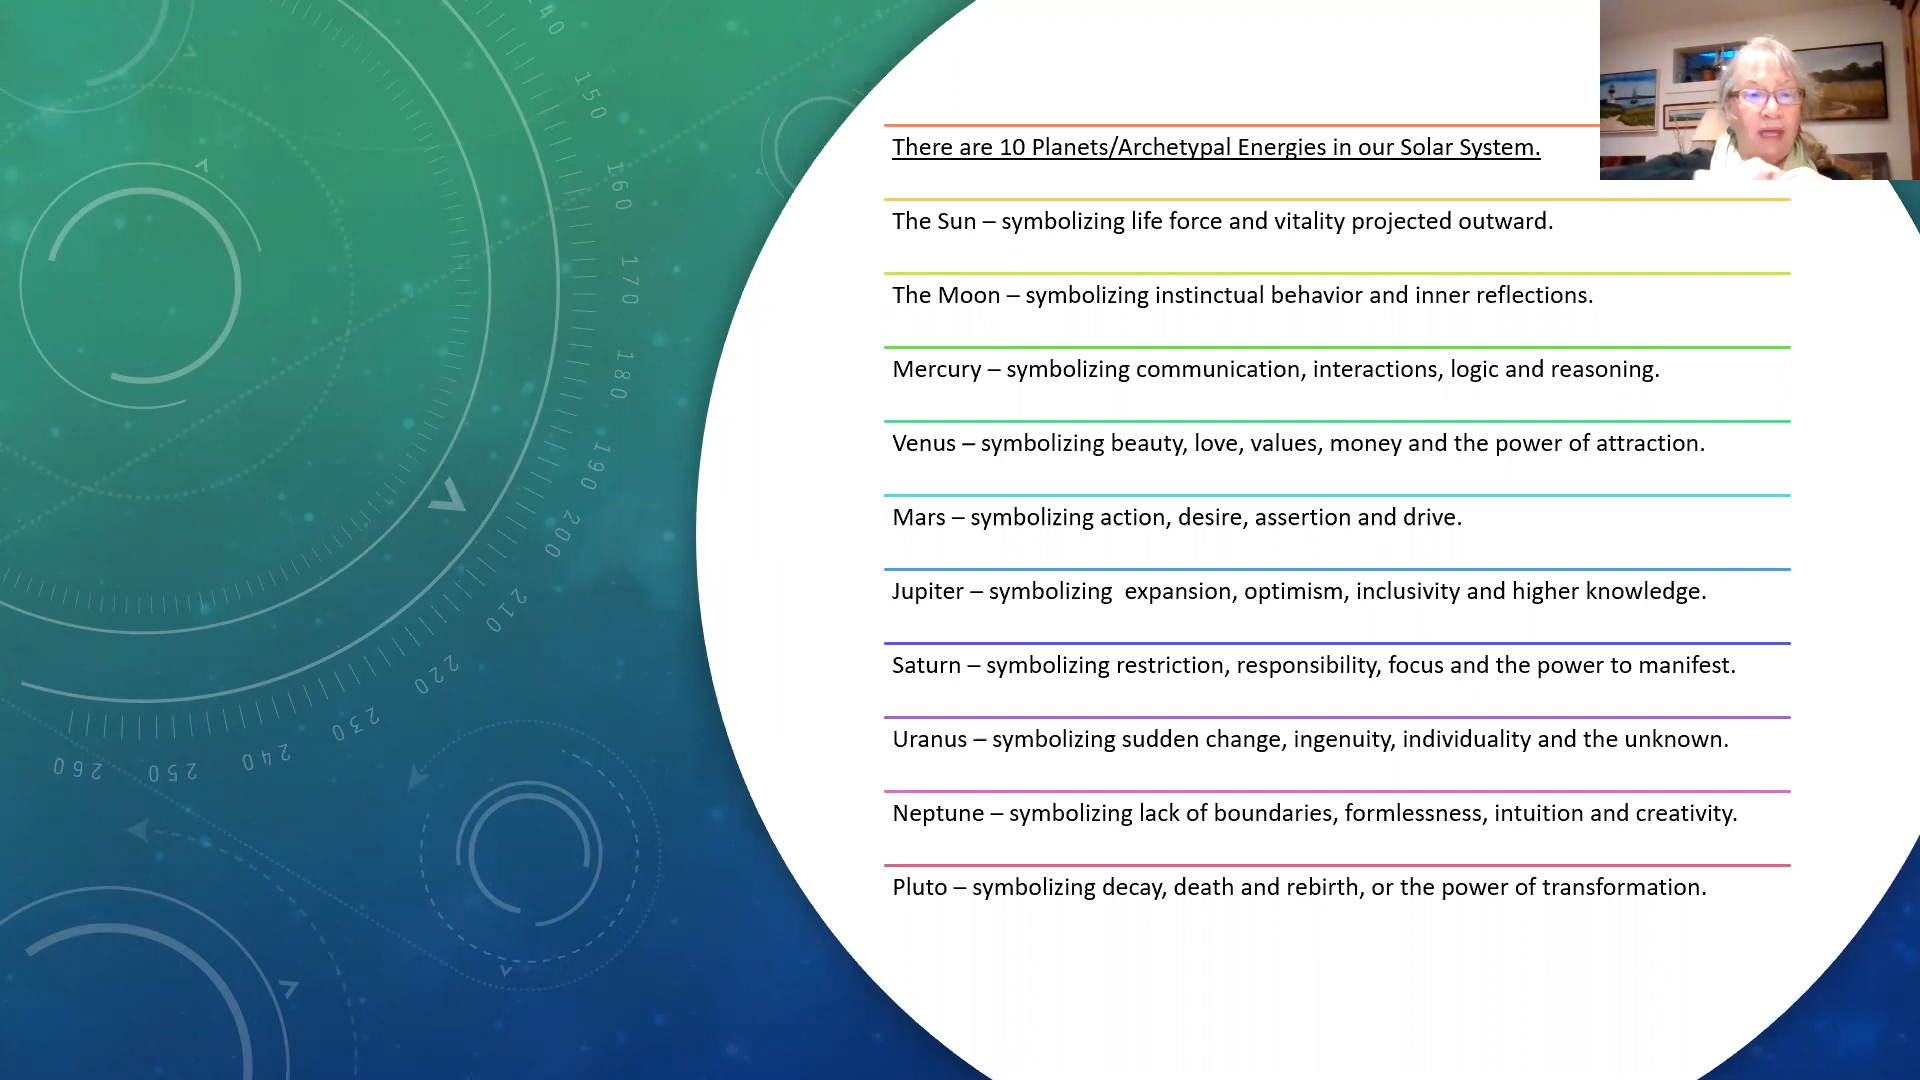 There are 10 Planets/Archetypal Energies in our Solar System.
The Sun – symbolizing life force and vitality projected outward.
The Moon – symbolizing instinctual behavior and inner reflections.
Mercury – symbolizing communication, interactions, logic and reasoning.
Venus – symbolizing beauty, love, values, money and the power of attraction.
Mars – symbolizing action, desire, assertion and drive.
Jupiter – symbolizing  expansion, optimism, inclusivity and higher knowledge.
Saturn – symbolizing restriction, responsibility, focus and the power to manifest.
Uranus – symbolizing sudden change, ingenuity, individuality and the unknown.
Neptune – symbolizing lack of boundaries, formlessness, intuition and creativity.
Pluto – symbolizing decay, death and rebirth, or the power of transformation.
140
150
160
170
180
190
200
210
220
230
240
250
260